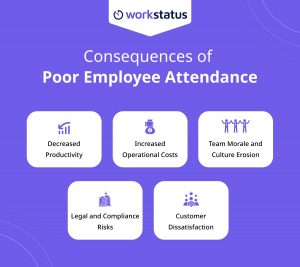 workstatus
Consequences of
Poor Employee Attendance
Decreased
Productivity
Increased
Operational Costs
Team Morale and
Culture Erosion
Legal and Compliance
Risks
Customer
Dissatisfaction